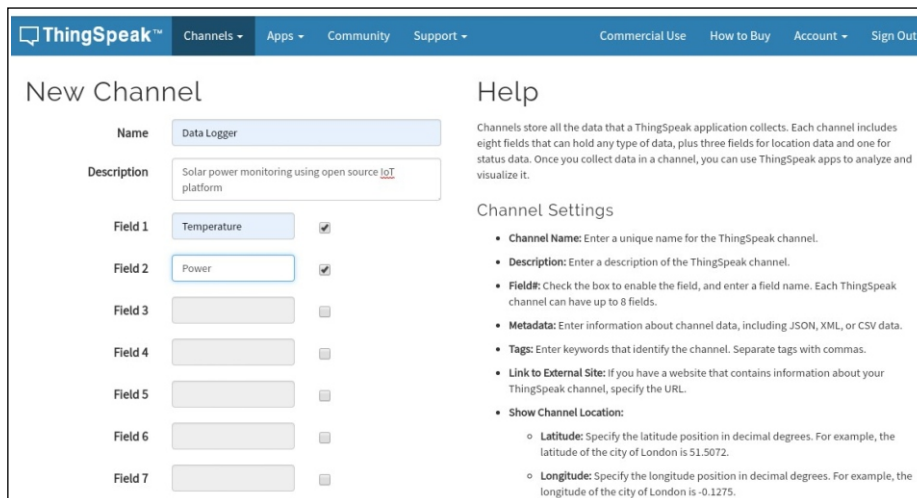 ThingSpeak™ Channels Apps Community Support Commercial Use How to Buy Account Sign Out
New Channel
Name Data Logger
Description Solar power monitoring using open source IoT
platform
Field 1 Temperature
Field 2 Power
Field 3
Field 4
Field 5
Field 6
Field 7
Help
Channels store all the data that a ThingSpeak application collects. Each channel includes
eight fields that can hold any type of data, plus three fields for location data and one for
status data. Once you collect data in a channel, you can use ThingSpeak apps to analyze and
visualize it.
Channel Settings
• Channel Name: Enter a unique name for the ThingSpeak channel.
• Description: Enter a description of the ThingSpeak channel.
• Field#: Check the box to enable the field, and enter a field name. Each ThingSpeak
channel can have up to 8 fields.
• Metadata: Enter information about channel data, including JSON, XML, or CSV data.
• Tags: Enter keywords that identify the channel. Separate tags with commas.
• Link to External Site: If you have a website that contains information about your
ThingSpeak channel, specify the URL.
• Show Channel Location:
○ Latitude: Specify the latitude position in decimal degrees. For example, the
latitude of the city of London is 51.5072.
○ Longitude: Specify the longitude position in decimal degrees. For example, the
longitude of the city of London is -0.1275.